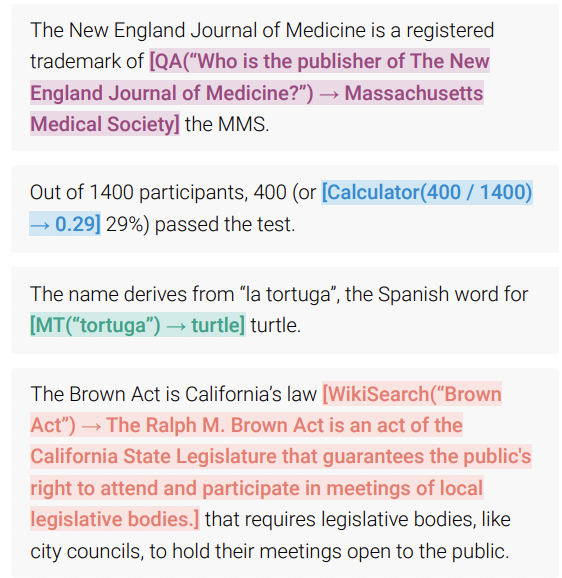 The New England Journal of Medicine is a registered
trademark of [QA(“Who is the publisher of The New
England Journal of Medicine?”) → Massachusetts
Medical Society] the MMS.
Out of 1400 participants, 400 (or [Calculator(400 / 1400)
→ 0.29] 29%) passed the test.
The name derives from “la tortuga”, the Spanish word for
[MT(“tortuga”) → turtle] turtle.
The Brown Act is California’s law [WikiSearch(“Brown
Act”) → The Ralph M. Brown Act is an act of the
California State Legislature that guarantees the public's
right to attend and participate in meetings of local
legislative bodies.] that requires legislative bodies, like
city councils, to hold their meetings open to the public.